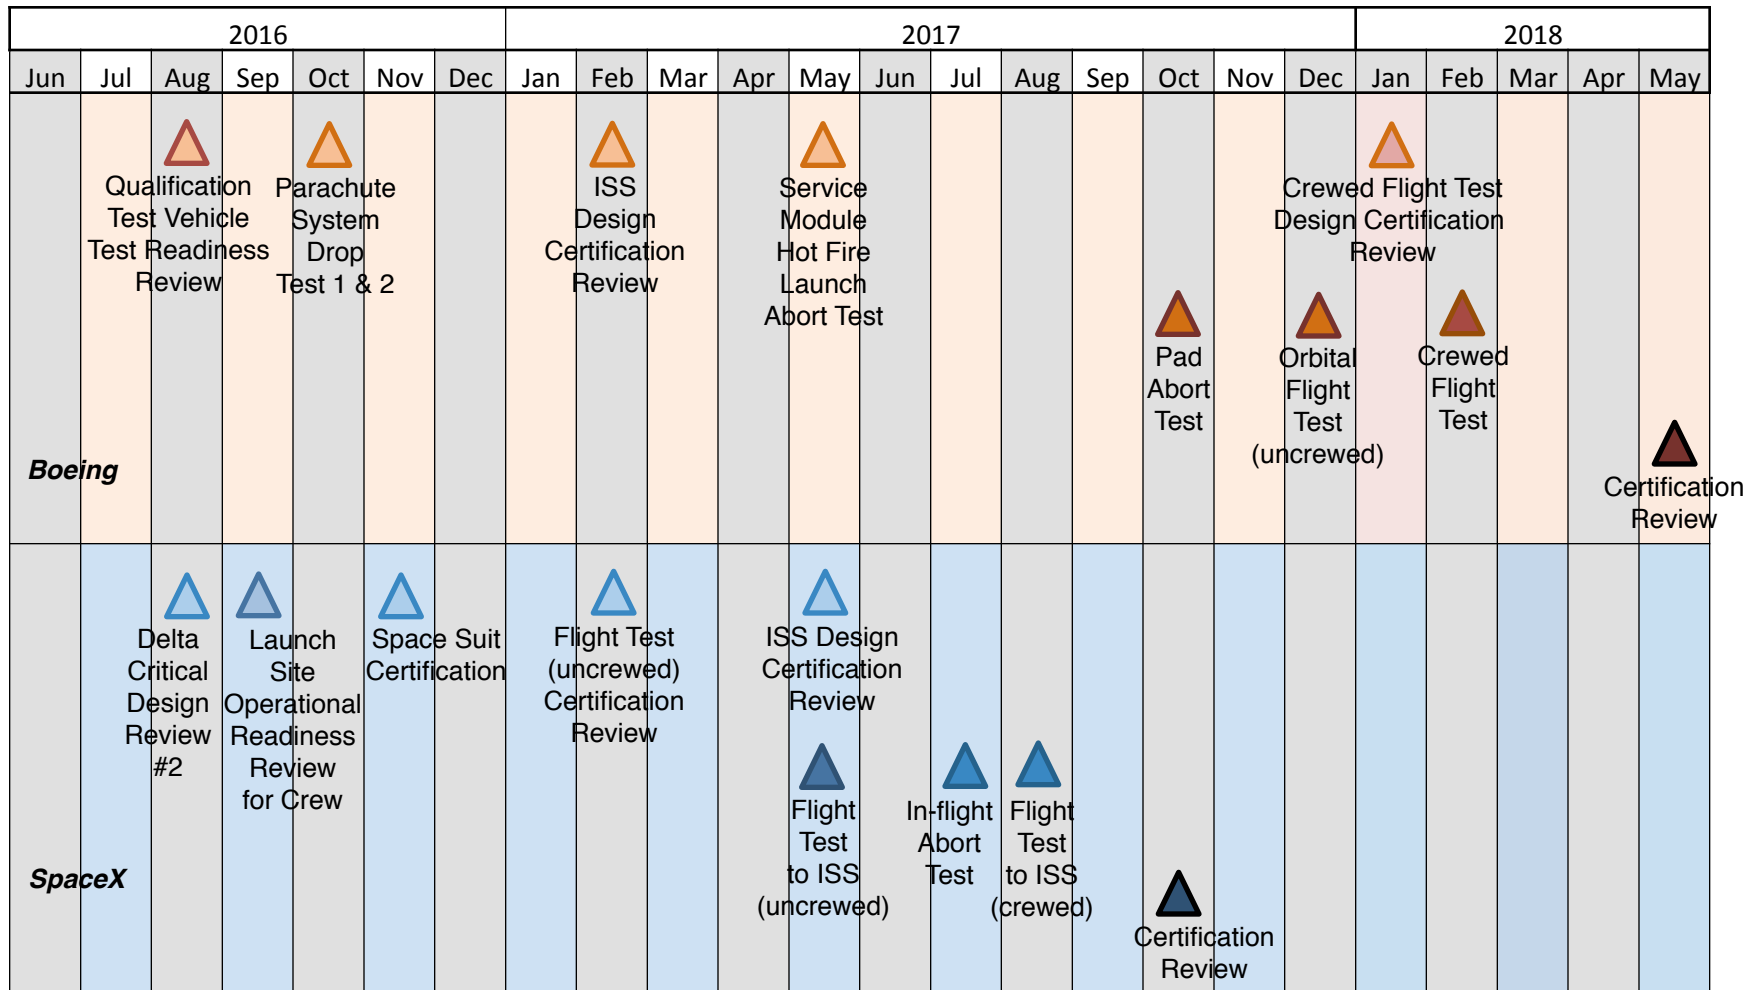 2016 2017 2018
Jun Jul Aug Sep Oct Nov Dec Jan Feb Mar Apr May Jun Jul Aug Sep Oct Nov Dec Jan Feb Mar Apr May
Qualification
Test Vehicle
Test Readiness
Review
Parachute
System
Drop
Test 1 & 2
ISS
Design
Certification
Review
Service
Module
Hot Fire
Launch
Abort Test
Crewed Flight Test
Design Certification
Review
Pad
Abort
Test
Orbital
Flight
Test
(uncrewed)
Crewed
Flight
Test
Boeing
Certification
Review
Delta
Critical
Design
Review
#2
Launch
Site
Operational
Readiness
Review
for Crew
Space Suit
Certification
Flight Test
(uncrewed)
Certification
Review
ISS Design
Certification
Review
Flight
Test
to ISS
(uncrewed)
In-flight
Abort
Test
Flight
Test
to ISS
(crewed)
SpaceX
Certification
Review